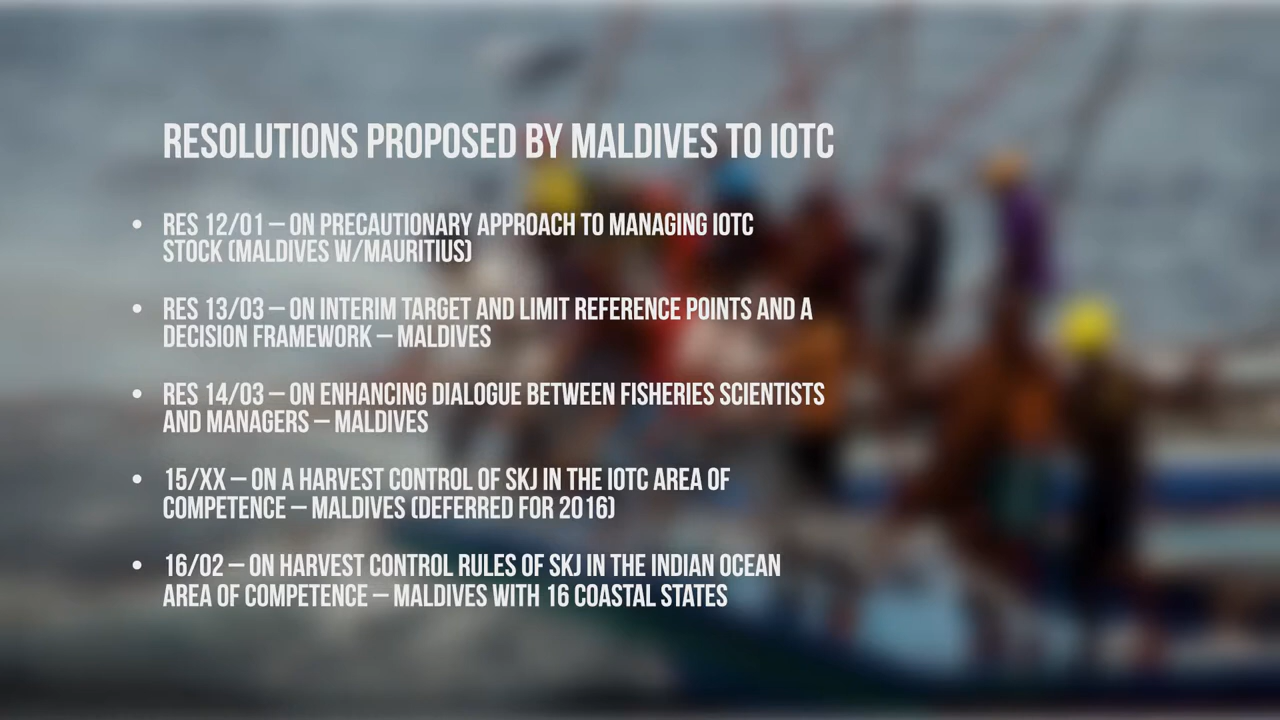 RESOLUTIONS PROPOSED BY MALDIVES TO IOTC
• RES 12/01 – ON PRECAUTIONARY APPROACH TO MANAGING IOTC
STOCK (MALDIVES W/MAURITIUS)
• RES 13/03 – ON INTERIM TARGET AND LIMIT REFERENCE POINTS AND A
DECISION FRAMEWORK – MALDIVES
• RES 14/03 – ON ENHANCING DIALOGUE BETWEEN FISHERIES SCIENTISTS
AND MANAGERS – MALDIVES
• 15/XX – ON A HARVEST CONTROL OF SKJ IN THE IOTC AREA OF
COMPETENCE – MALDIVES (DEFERRED FOR 2016)
• 16/02 – ON HARVEST CONTROL RULES OF SKJ IN THE INDIAN OCEAN
AREA OF COMPETENCE – MALDIVES WITH 16 COASTAL STATES